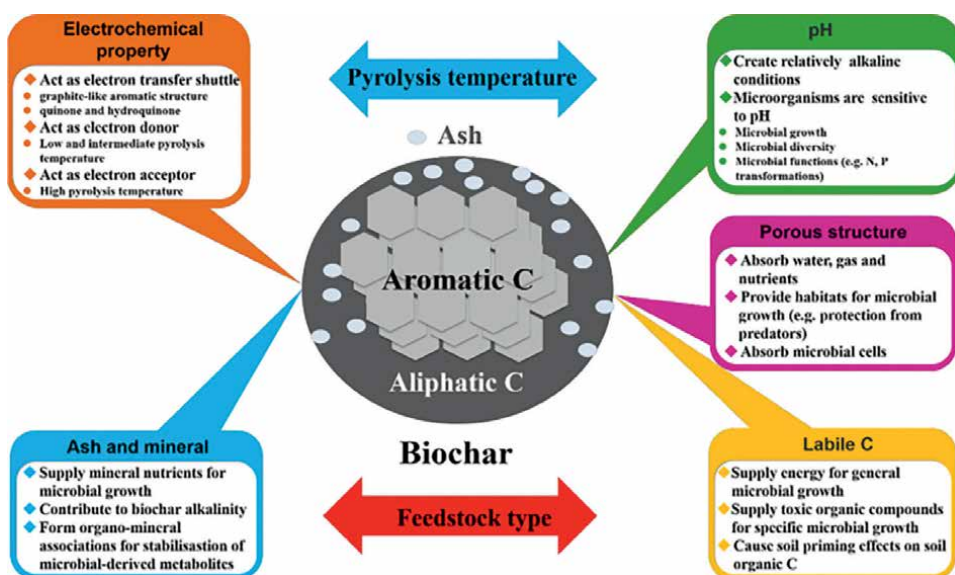 Electrochemical
property
Act as electron transfer shuttle
graphite-like aromatic structure
quinone and hydroquinone
Act as electron donor
Low and intermediate pyrolysis
temperature
Act as electron acceptor
High pyrolysis temperature
Pyrolysis temperature
Ash
Aromatic C
Aliphatic C
Biochar
Feedstock type
pH
Create relatively alkaline
conditions
Microorganisms are sensitive
to pH
Microbial growth
Microbial diversity
Microbial functions (e.g. N, P
transformations)
Porous structure
Absorb water, gas and
nutrients
Provide habitats for microbial
growth (e.g. protection from
predators)
Absorb microbial cells
Ash and mineral
Supply mineral nutrients for
microbial growth
Contribute to biochar alkalinity
Form organo-mineral
associations for stabilisastion of
microbial-derived metabolites
Labile C
Supply energy for general
microbial growth
Supply toxic organic compounds
for specific microbial growth
Cause soil priming effects on soil
organic C